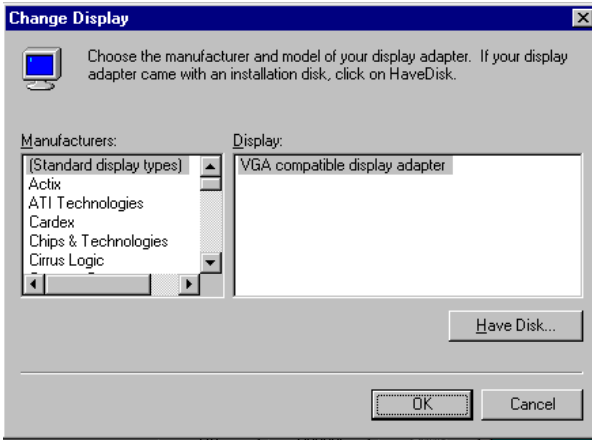 Change Display
Choose the manufacturer and model of your display adapter. If your display
adapter came with an installation disk, click on HaveDisk.
Manufacturers:
(Standard display types)
Actix
ATI Technologies
Cardex
Chips & Technologies
Cirrus Logic
Display:
VGA compatible display adapter
Have Disk...
OK
Cancel